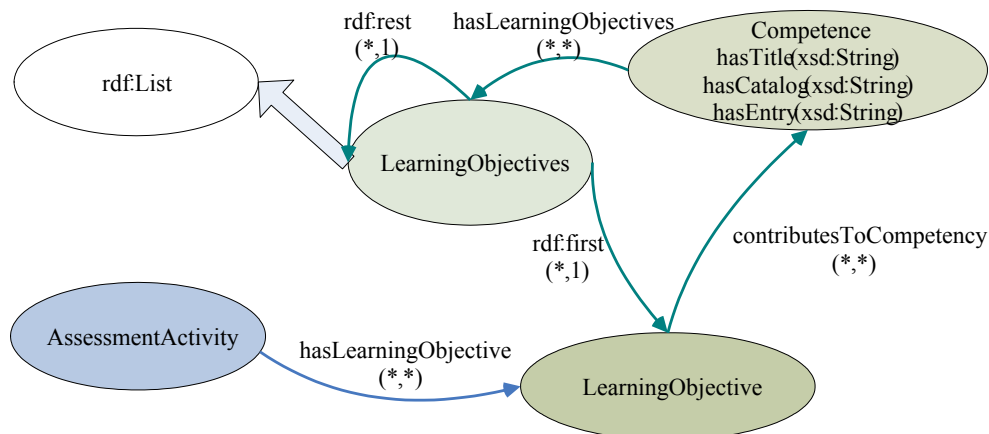 rdf:rest
(*,1)
hasLearningObjectives
(*,*)
Competence
hasTitle(xsd:String)
hasCatalog(xsd:String)
hasEntry(xsd:String)
rdf:List
LearningObjectives
rdf:first
(*,1)
contributesToCompetency
(*,*)
AssessmentActivity
hasLearningObjective
(*,*)
LearningObjective